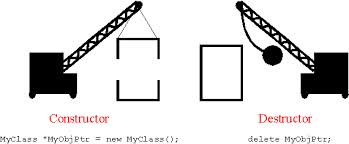 Constructor
Destructor
MyClass *MyObjPtr = new MyClass();
delete MyObjPtr;